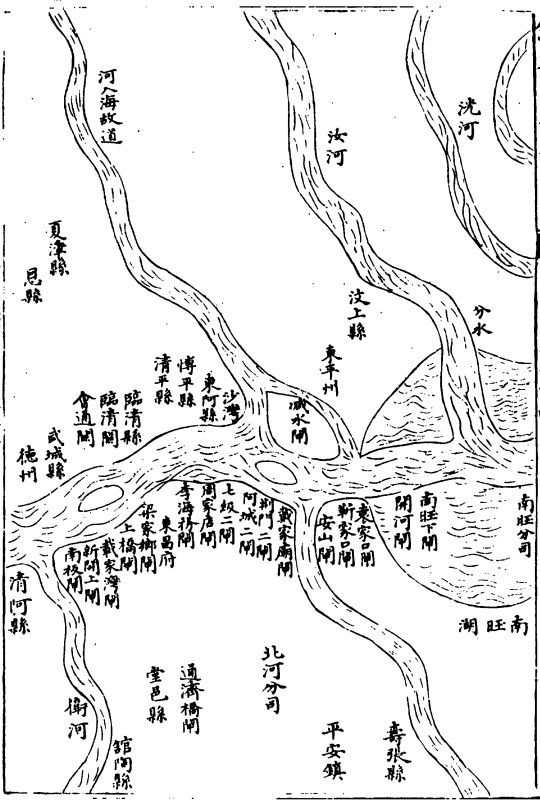 洸河
汝河
河入海故道
夏津縣
恩縣
分水
汶上縣
東平州
減水閘
沙灣
東阿縣
愽平縣
清平縣
臨清縣
臨清閘
會通閘
武城縣
德州
南旺分司
南旺下閘
開河閘
袁家口閘
靳家口閘
安山閘
戴家廟閘
荆門二閘
阿城二閘
七級二閘
周家店閘
李海務閘
東昌府
梁家鄉閘
土橋閘
戴家灣閘
新開上閘
南板閘
清阿縣
南旺湖
北河分司
通濟橋閘
堂邑縣
衛河
舘陶縣
平安鎮
壽張縣